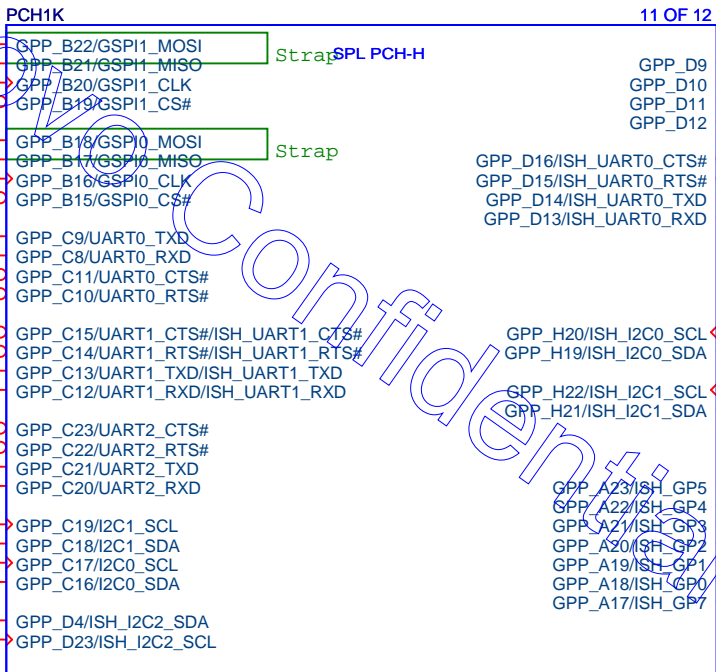 PCH1K
11 OF 12
GPP_B22/GSPI1_MOSI
Strap
SPL PCH-H
GPP_B21/GSPI1_MISO
GPP_B20/GSPI1_CLK
GPP_B19/GSPI1_CS#
GPP_B18/GSPI0_MOSI
Strap
GPP_B17/GSPI0_MISO
GPP_B16/GSPI0_CLK
GPP_B15/GSPI0_CS#
GPP_C9/UART0_TXD
GPP_C8/UART0_RXD
GPP_C11/UART0_CTS#
GPP_C10/UART0_RTS#
GPP_C15/UART1_CTS#/ISH_UART1_CTS#
GPP_C14/UART1_RTS#/ISH_UART1_RTS#
GPP_C13/UART1_TXD/ISH_UART1_TXD
GPP_C12/UART1_RXD/ISH_UART1_RXD
GPP_C23/UART2_CTS#
GPP_C22/UART2_RTS#
GPP_C21/UART2_TXD
GPP_C20/UART2_RXD
GPP_C19/I2C1_SCL
GPP_C18/I2C1_SDA
GPP_C17/I2C0_SCL
GPP_C16/I2C0_SDA
GPP_D4/ISH_I2C2_SDA
GPP_D23/ISH_I2C2_SCL
GPP_D9
GPP_D10
GPP_D11
GPP_D12
GPP_D16/ISH_UART0_CTS#
GPP_D15/ISH_UART0_RTS#
GPP_D14/ISH_UART0_TXD
GPP_D13/ISH_UART0_RXD
GPP_H20/ISH_I2C0_SCL
GPP_H19/ISH_I2C0_SDA
GPP_H22/ISH_I2C1_SCL
GPP_H21/ISH_I2C1_SDA
GPP_A23/ISH_GP5
GPP_A22/ISH_GP4
GPP_A21/ISH_GP3
GPP_A20/ISH_GP2
GPP_A19/ISH_GP1
GPP_A18/ISH_GP0
GPP_A17/ISH_GP7
Confidential